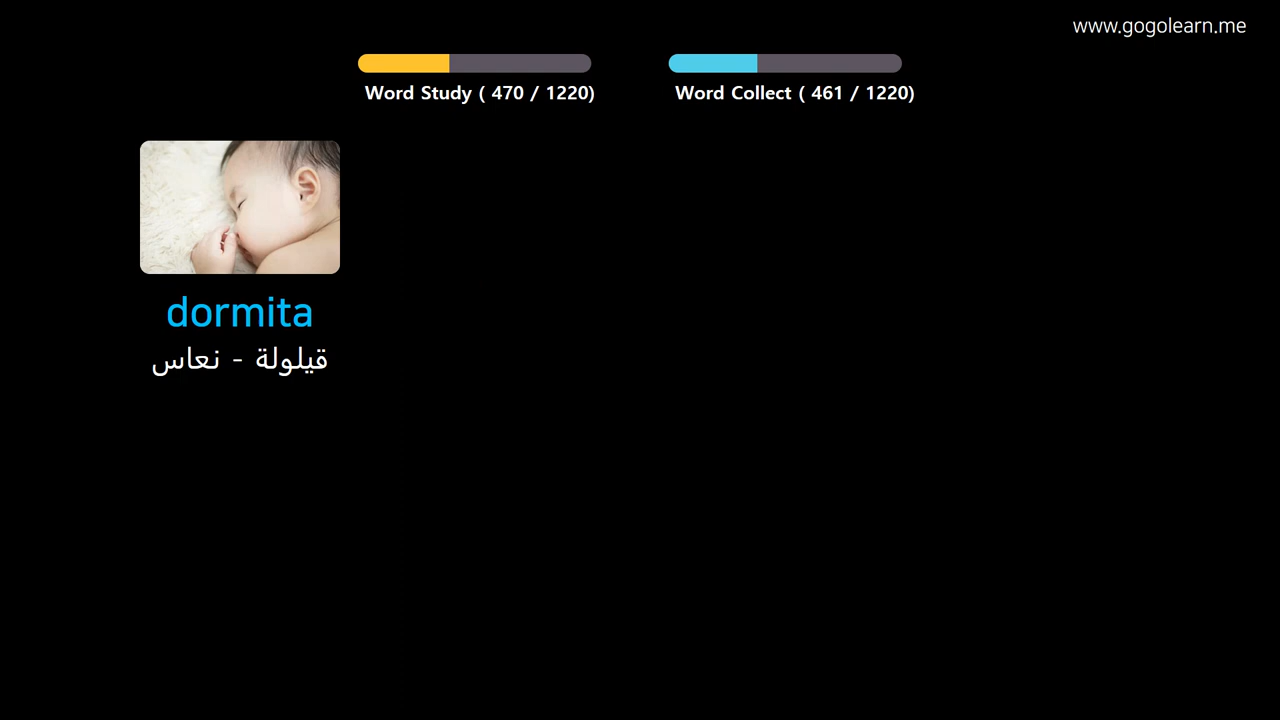 www.gogolearn.me
Word Study ( 470 / 1220)
Word Collect ( 461 / 1220)
dormita
قيلولة - نعاس